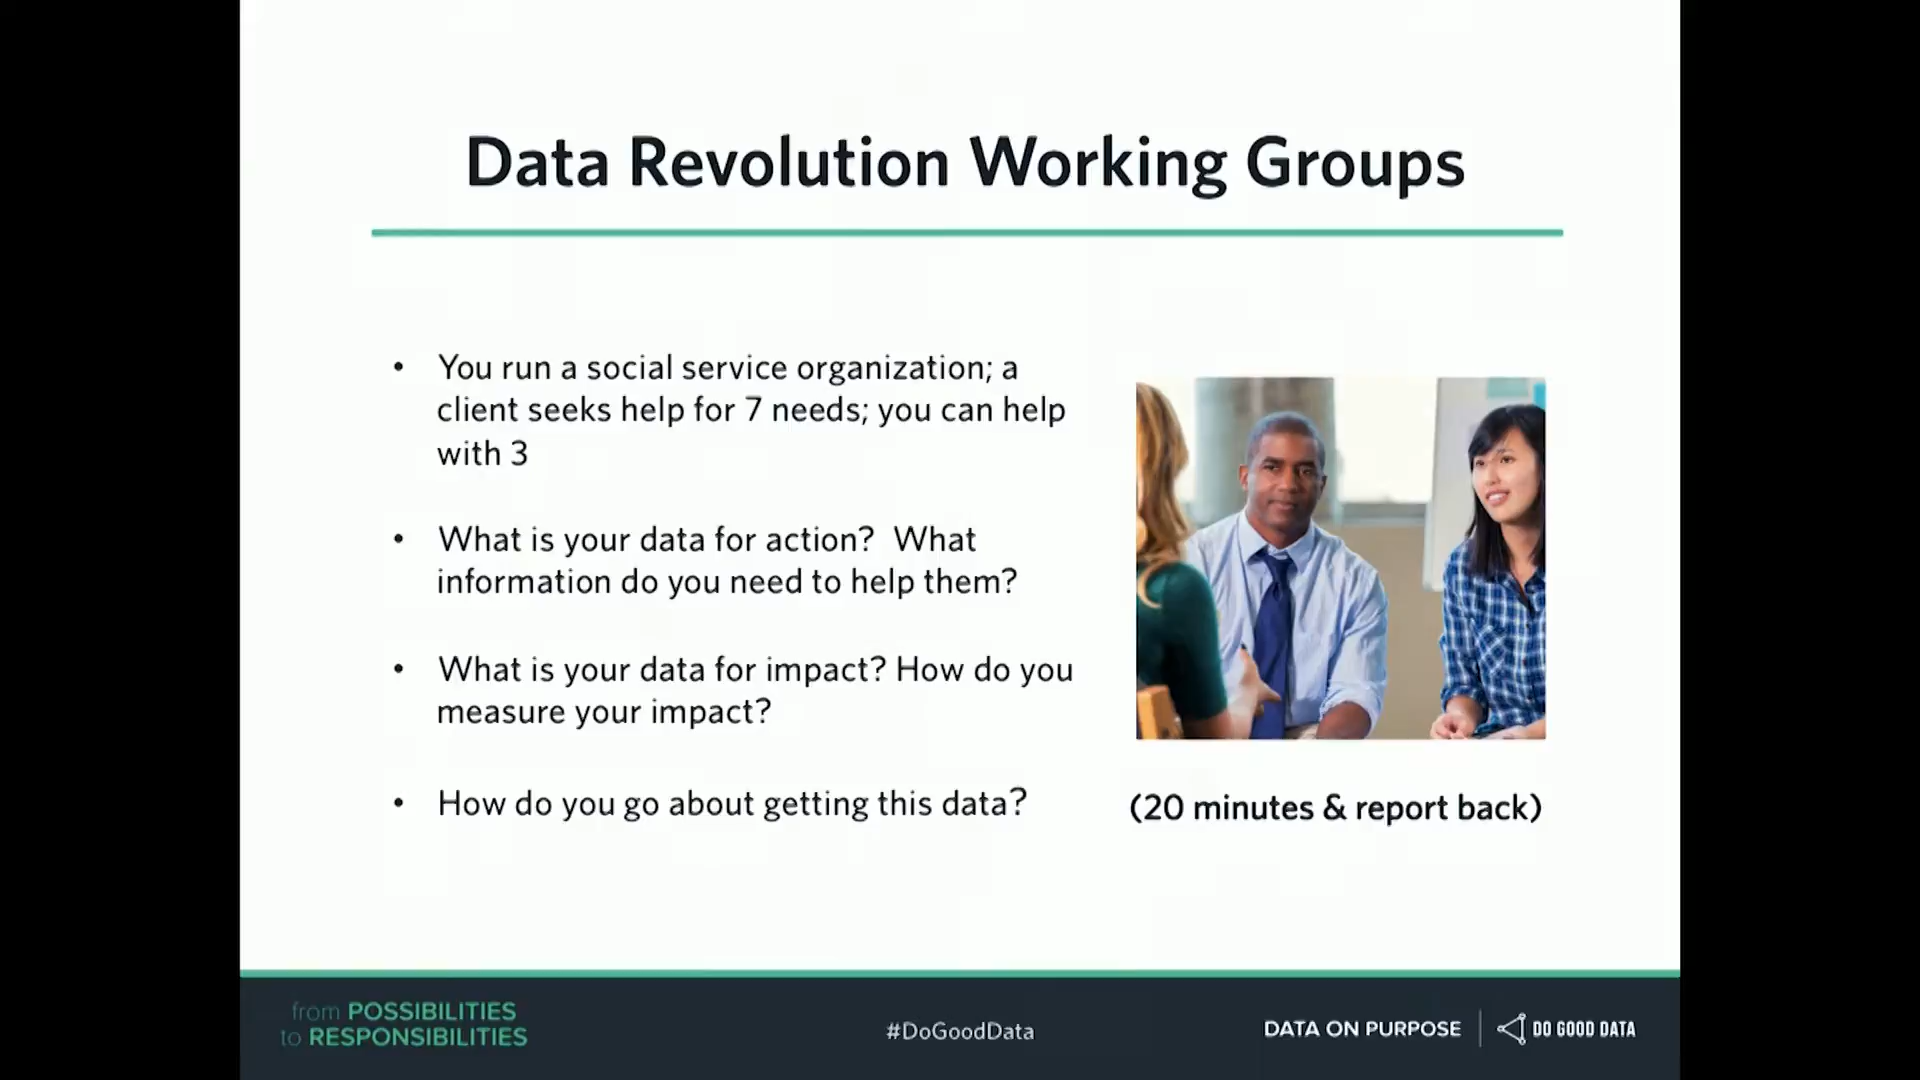 Data Revolution Working Groups
• You run a social service organization; a
client seeks help for 7 needs; you can help
with 3
• What is your data for action?  What
information do you need to help them?
• What is your data for impact? How do you
measure your impact?
• How do you go about getting this data?
(20 minutes & report back)
from POSSIBILITIES
to RESPONSIBILITIES
#DoGoodData
DATA ON PURPOSE
DO GOOD DATA